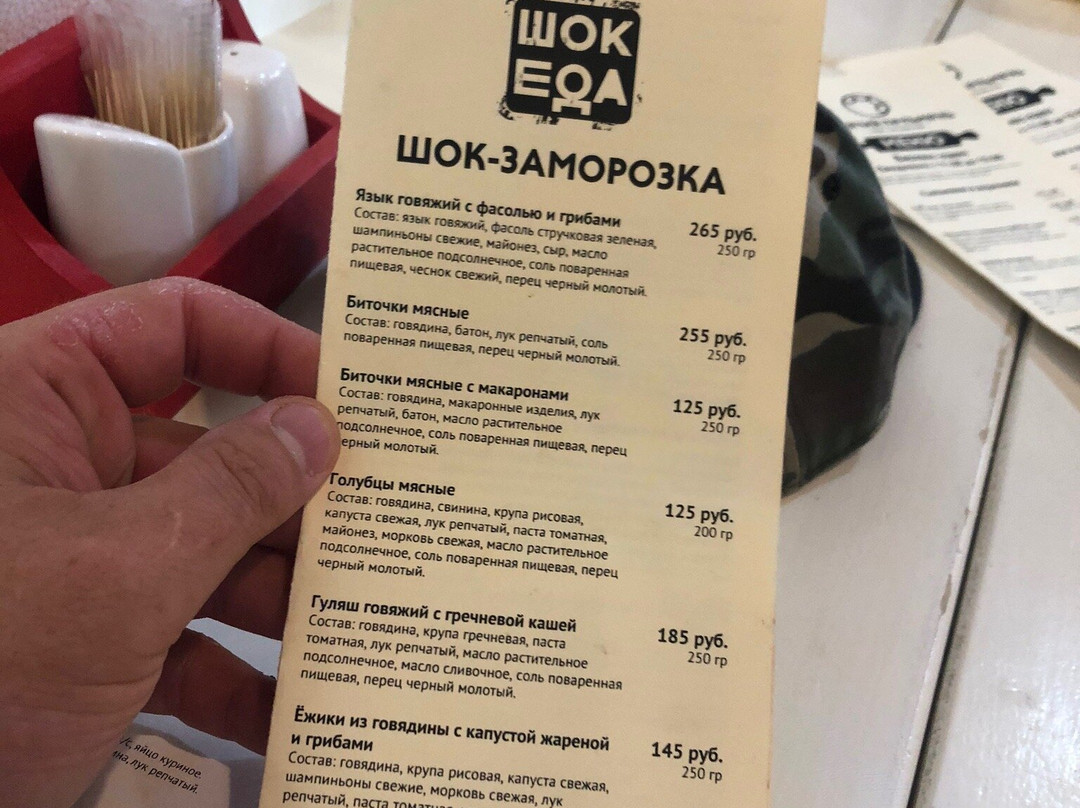 ШОК
ЕДА
ШОК-ЗАМОРОЗКА
Язык говяжий с фасолью и грибами
265 руб.
Состав: язык говяжий, фасоль стручковая зеленая,
250 гр
шампиньоны свежие, майонез, сыр, масло
растительное подсолнечное, соль поваренная
пищевая, чеснок свежий, перец черный молотый.
Биточки мясные
255 руб.
Состав: говядина, батон, лук репчатый, соль
250 гр
поваренная пищевая, перец черный молотый.
Биточки мясные с макаронами
125 руб.
Состав: говядина, макаронные изделия, лук
250 гр
репчатый, батон, масло растительное
подсолнечное, соль поваренная пищевая, перец
черный молотый.
Голубцы мясные
125 руб.
Состав: говядина, свинина, крупа рисовая,
200 гр
капуста свежая, лук репчатый, паста томатная,
майонез, морковь свежая, масло растительное
подсолнечное, соль поваренная пищевая, перец
черный молотый.
Гуляш говяжий с гречневой кашей
185 руб.
Состав: говядина, крупа гречневая, паста
250 гр
томатная, лук репчатый, масло растительное
подсолнечное, масло сливочное, соль поваренная
пищевая, перец черный молотый.
Ёжики из говядины с капустой жареной
и грибами
145 руб.
Состав: говядина, крупа рисовая, капуста свежая,
250 гр
шампиньоны свежие, морковь свежая, лук
репчатый, паста
яйцо куриное.
лук репчатый.